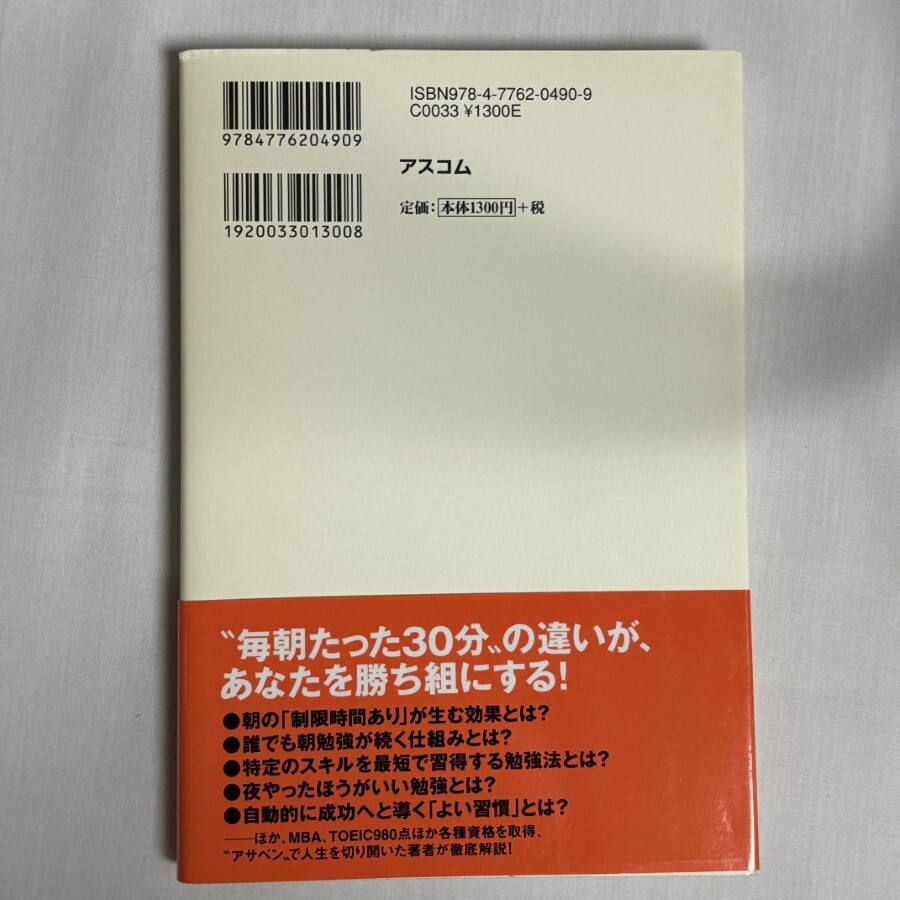 ISBN978-4-7762-0490-9
C0033 ¥1300E
9784776204909
アスコム
定価：本体1300円＋税
1920033013008
〝毎朝たった30分〟の違いが、
あなたを勝ち組にする！
●朝の「制限時間あり」が生む効果とは？
●誰でも朝勉強が続く仕組みとは？
●特定のスキルを最短で習得する勉強法とは？
●夜やったほうがいい勉強とは？
●自動的に成功へと導く「よい習慣」とは？
――ほか、MBA、TOEIC980点ほか各種資格を取得、
〝アサベン〟で人生を切り開いた著者が徹底解説！